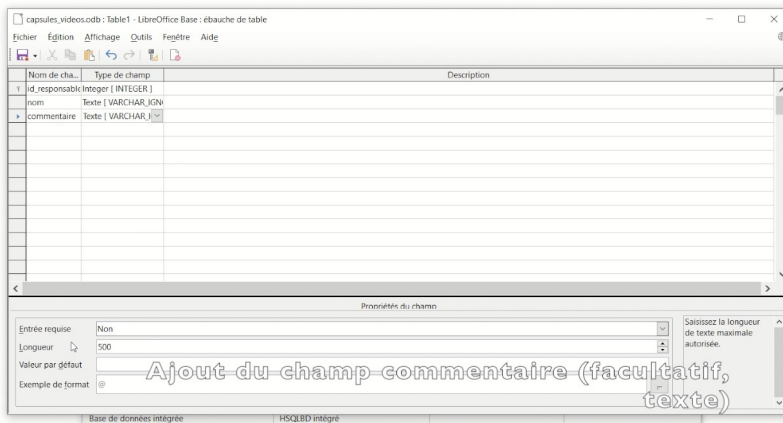 capsules_videos.odb : Table1 - LibreOffice Base : ébauche de table
Fichier Édition Affichage Outils Fenêtre Aide
Nom de cha... Type de champ Description
id_responsable Integer [ INTEGER ]
nom Texte [ VARCHAR_IGN
commentaire Texte [ VARCHAR_I
Propriétés du champ
Entrée requise Non
Longueur 500
Valeur par défaut
Exemple de format @
Saisissez la longueur
de texte maximale
autorisée.
Ajout du champ commentaire (facultatif,
texte)
Base de données intégrée HSQLBD intégré